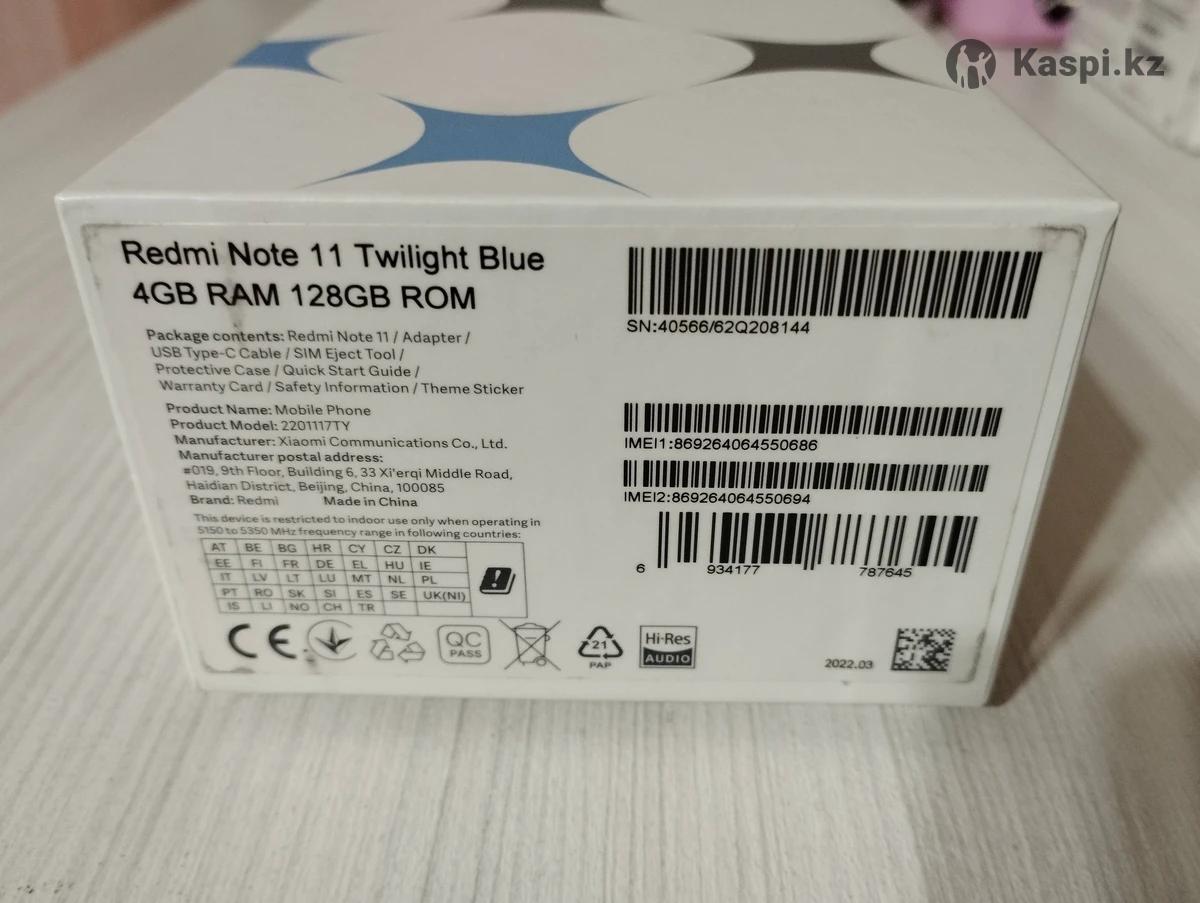 Kaspi.kz
Redmi Note 11 Twilight Blue
4GB RAM 128GB ROM
Package contents: Redmi Note 11 / Adapter /
USB Type-C Cable / SIM Eject Tool /
Protective Case / Quick Start Guide /
Warranty Card / Safety Information / Theme Sticker
Product Name: Mobile Phone
Product Model: 2201117TY
Manufacturer: Xiaomi Communications Co., Ltd.
Manufacturer postal address:
#019, 9th Floor, Building 6, 33 Xi'erqi Middle Road,
Haidian District, Beijing, China, 100085
Brand: Redmi Made in China
This device is restricted to indoor use only when operating in
5150 to 5350 MHz frequency range in following countries:
AT BE BG HR CY CZ DK
EE FI FR DE EL HU IE
IT LV LT LU MT NL PL
PT RO SK SI ES SE UK(NI)
IS LI NO CH TR
CE
QC
PASS
21
PAP
Hi-Res
AUDIO
SN:40566/62Q208144
IMEI1:869264064550686
IMEI2:869264064550694
6 934177 787645
2022.03